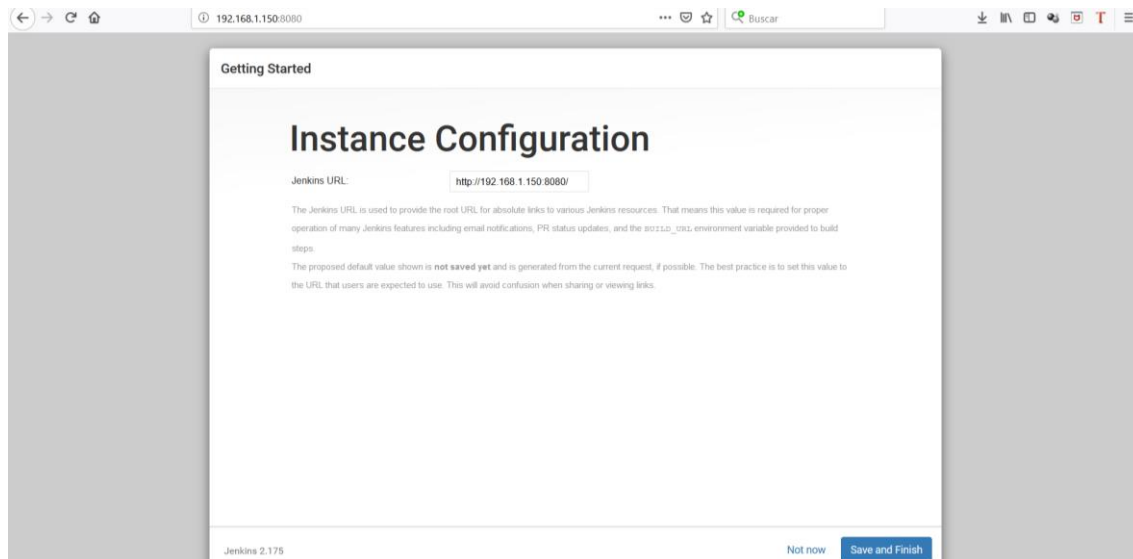 192.168.1.150:8080
Buscar
Getting Started
Instance Configuration
Jenkins URL:
http://192.168.1.150:8080/
The Jenkins URL is used to provide the root URL for absolute links to various Jenkins resources. That means this value is required for proper
operation of many Jenkins features including email notifications, PR status updates, and the BUILD_URL environment variable provided to build
steps.
The proposed default value shown is not saved yet and is generated from the current request, if possible. The best practice is to set this value to
the URL that users are expected to use. This will avoid confusion when sharing or viewing links.
Jenkins 2.175
Not now
Save and Finish